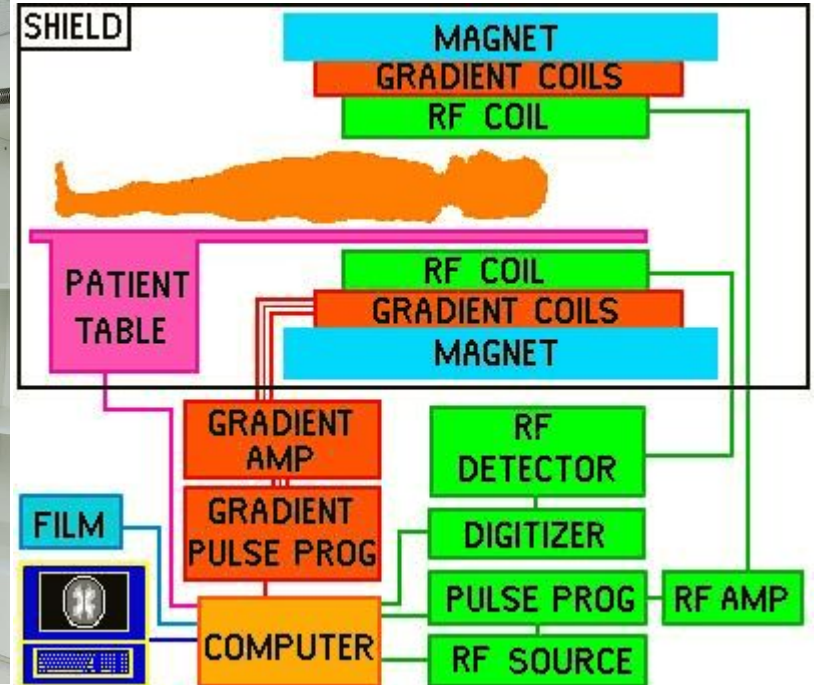 SHIELD
MAGNET
GRADIENT COILS
RF COIL
RF COIL
GRADIENT COILS
MAGNET
PATIENT
TABLE
GRADIENT
AMP
RF
DETECTOR
FILM
GRADIENT
PULSE PROG
DIGITIZER
PULSE PROG
RF AMP
COMPUTER
RF SOURCE